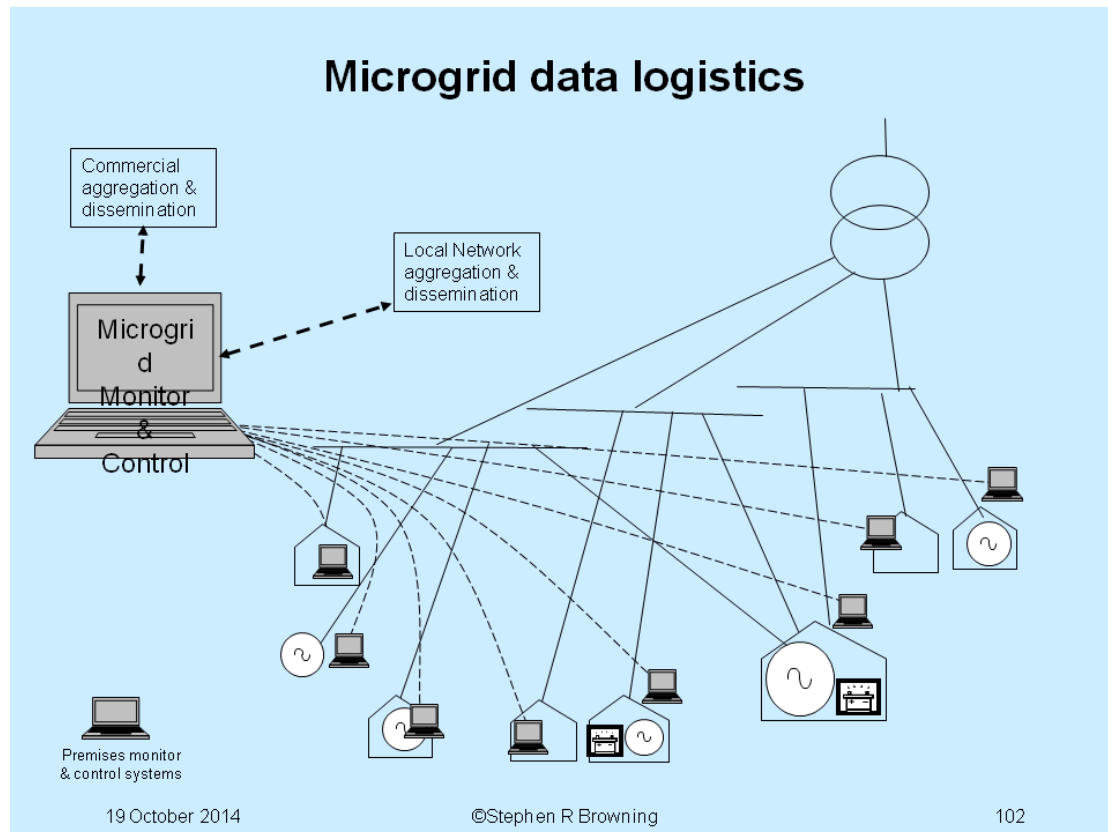 Microgrid data logistics
Commercial
aggregation &
dissemination
Local Network
aggregation &
dissemination
Microgri
d
Monitor
&
Control
Premises monitor
& control systems
19 October 2014
©Stephen R Browning
102